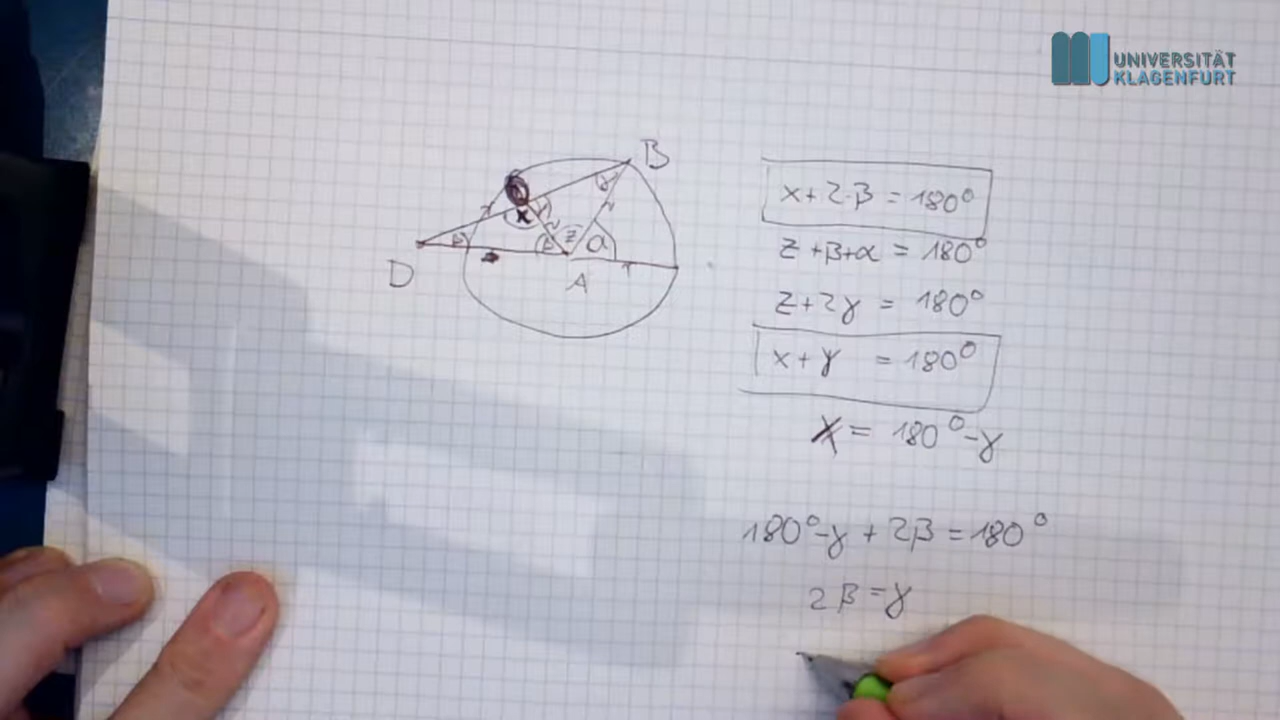 UNIVERSITÄT
KLAGENFURT
B
x
γ
γ
z
β
β
α
D
A
x+2·β = 180°
z+β+α = 180°
z+2γ = 180°
x+γ = 180°
x = 180°-γ
180°-γ + 2β = 180°
2β = γ